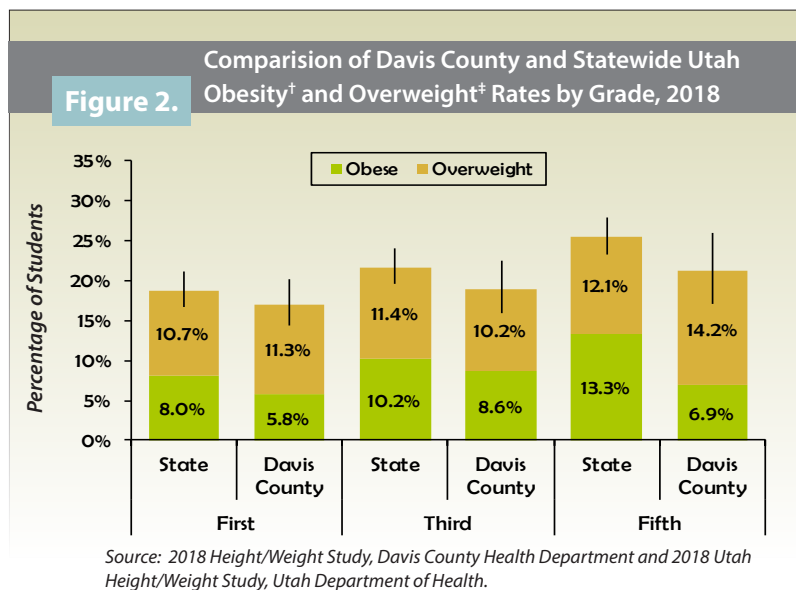 Figure 2.
Comparision of Davis County and Statewide Utah
Obesity† and Overweight‡ Rates by Grade, 2018
Percentage of Students
35%
30%
25%
20%
15%
10%
5%
0%
Obese Overweight
10.7%
8.0%
11.3%
5.8%
11.4%
10.2%
10.2%
8.6%
12.1%
13.3%
14.2%
6.9%
State Davis County State Davis County State Davis County
First Third Fifth
Source: 2018 Height/Weight Study, Davis County Health Department and 2018 Utah
Height/Weight Study, Utah Department of Health.